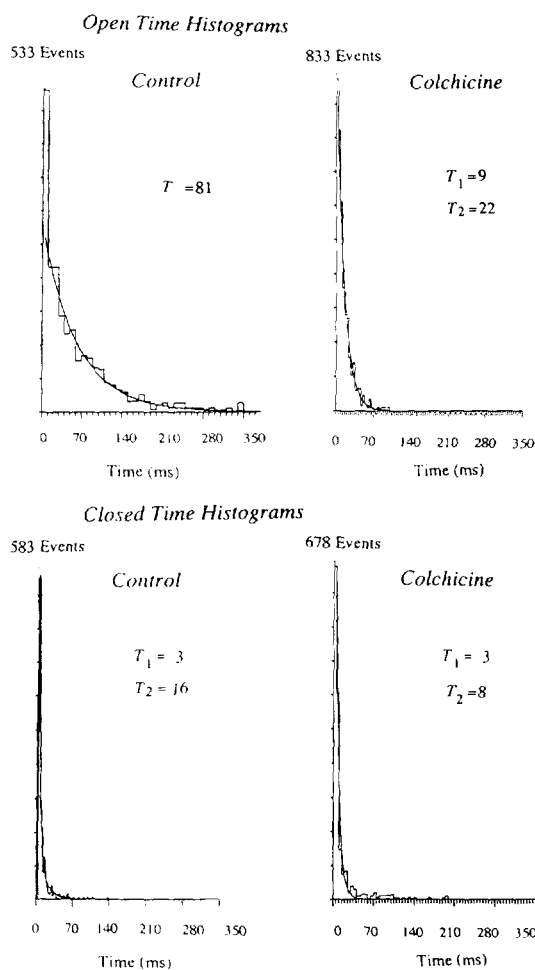 Open Time Histograms
533 Events
Control
T =81
0 70 140 210 280 350
Time (ms)
833 Events
Colchicine
T1 =9
T2 =22
0 70 140 210 280 350
Time (ms)
Closed Time Histograms
583 Events
Control
T1 = 3
T2 = 16
0 70 140 210 280 350
Time (ms)
678 Events
Colchicine
T1 = 3
T2 =8
0 70 140 210 280 350
Time (ms)